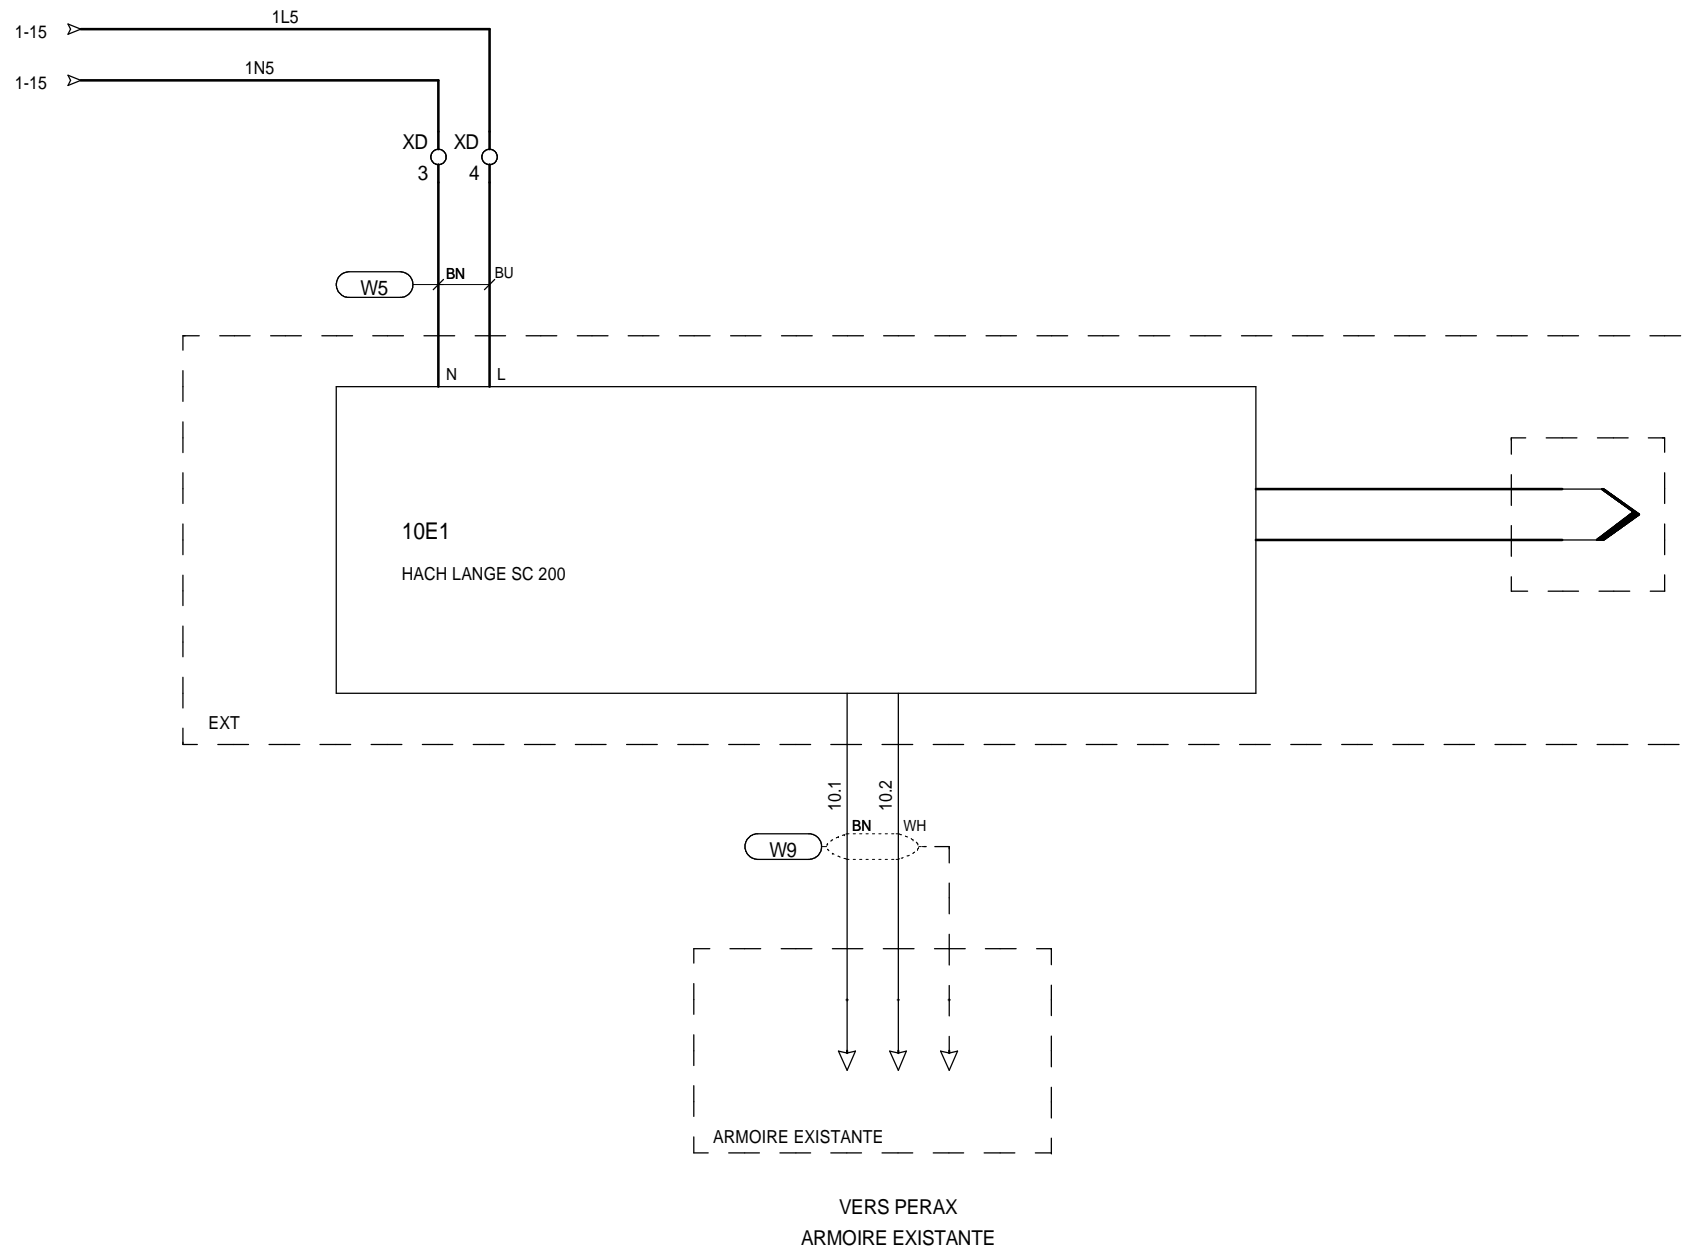 1L5
1-15
1N5
1-15
XD XD
3 4
BN BU
W5
N L
10E1
HACH LANGE SC 200
EXT
10.1 10.2
BN WH
W9
ARMOIRE EXISTANTE
VERS PERAX
ARMOIRE EXISTANTE